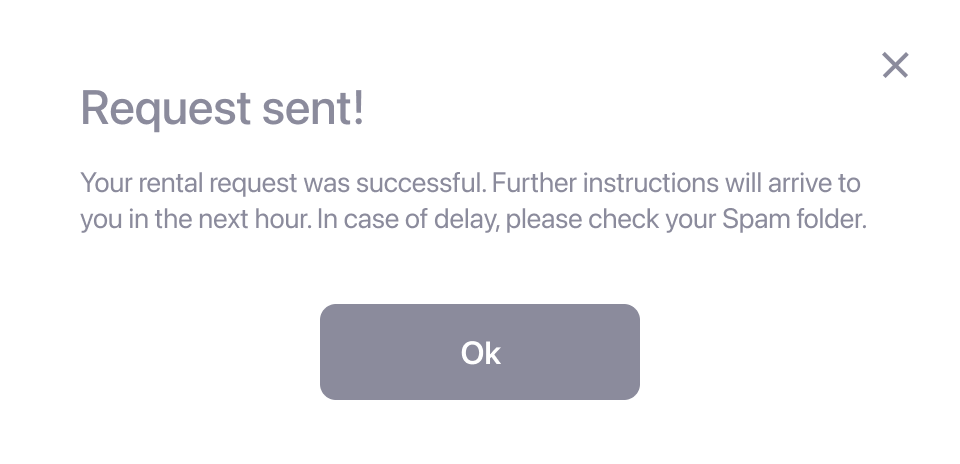 Request sent!
Your rental request was successful. Further instructions will arrive to
you in the next hour. In case of delay, please check your Spam folder.
Ok